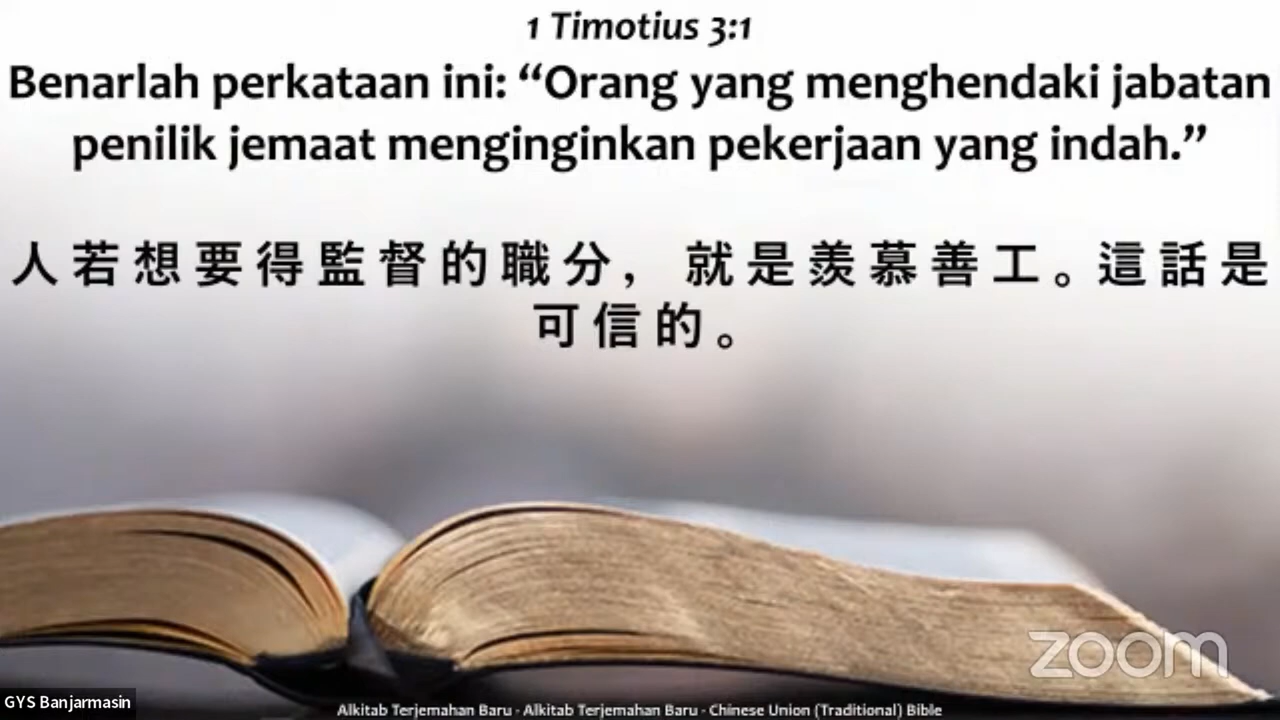 1 Timotius 3:1
Benarlah perkataan ini: “Orang yang menghendaki jabatan
penilik jemaat menginginkan pekerjaan yang indah.”
人若想要得監督的職分，就是羨慕善工。這話是
可信的。
zoom
GYS Banjarmasin
Alkitab Terjemahan Baru - Alkitab Terjemahan Baru - Chinese Union (Traditional) Bible